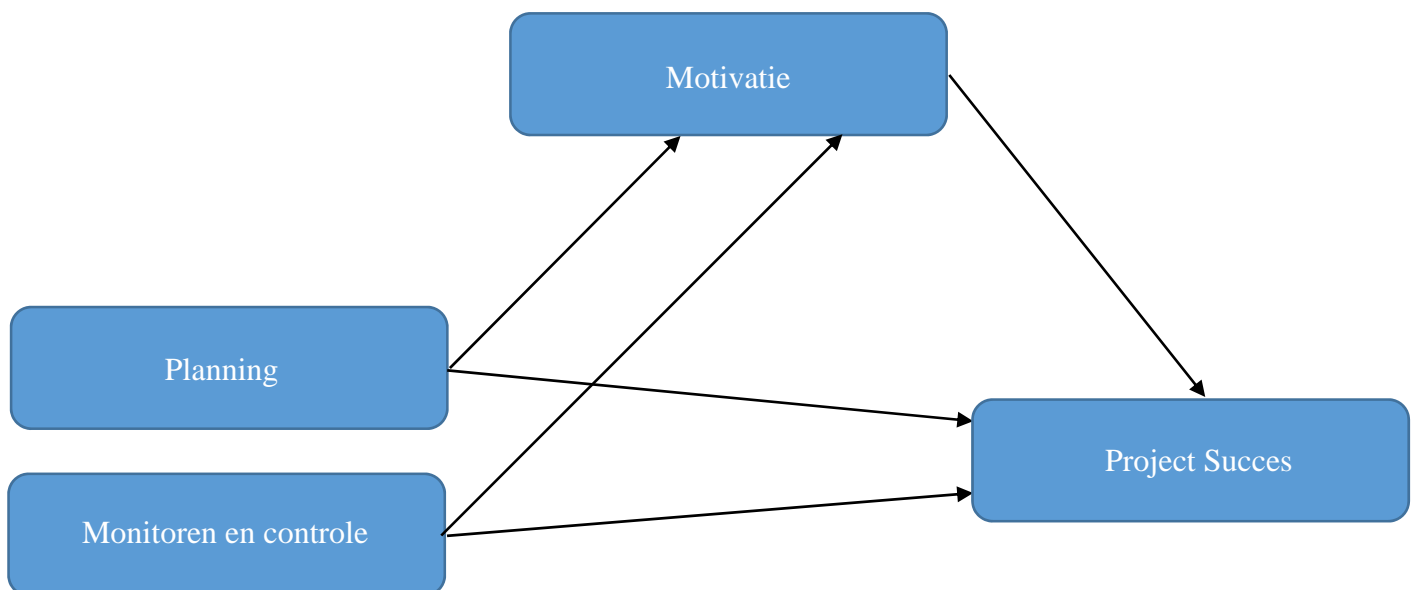 Motivatie
Planning
Project Succes
Monitoren en controle